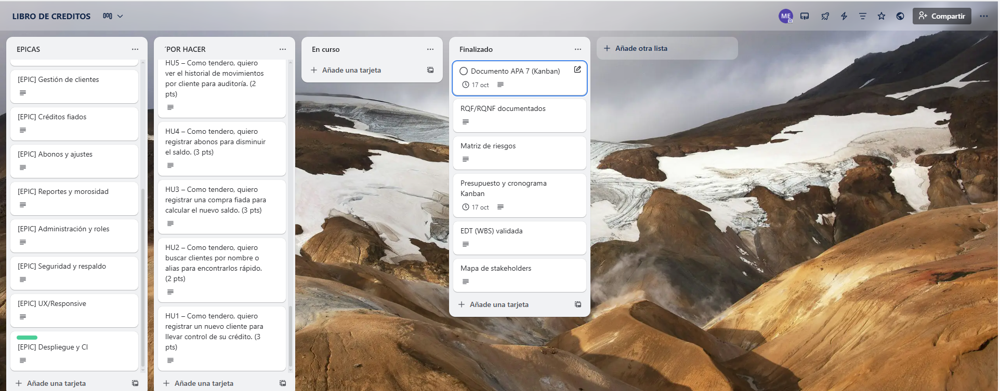 LIBRO DE CREDITOS
ME
Compartir
EPICAS
[EPIC] Gestión de clientes
[EPIC] Créditos fiados
[EPIC] Abonos y ajustes
[EPIC] Reportes y morosidad
[EPIC] Administración y roles
[EPIC] Seguridad y respaldo
[EPIC] UX/Responsive
[EPIC] Despliegue y CI
Añade una tarjeta
´POR HACER
HU5 – Como tendero, quiero
ver el historial de movimientos
por cliente para auditoría. (2
pts)
HU4 – Como tendero, quiero
registrar abonos para disminuir
el saldo. (3 pts)
HU3 – Como tendero, quiero
registrar una compra fiada para
calcular el nuevo saldo. (3 pts)
HU2 – Como tendero, quiero
buscar clientes por nombre o
alias para encontrarlos rápido.
(2 pts)
HU1 – Como tendero, quiero
registrar un nuevo cliente para
llevar control de su crédito. (3
pts)
Añade una tarjeta
En curso
Añade una tarjeta
Finalizado
Documento APA 7 (Kanban)
17 oct
RQF/RQNF documentados
Matriz de riesgos
Presupuesto y cronograma
Kanban
17 oct
EDT (WBS) validada
Mapa de stakeholders
Añade una tarjeta
Añade otra lista